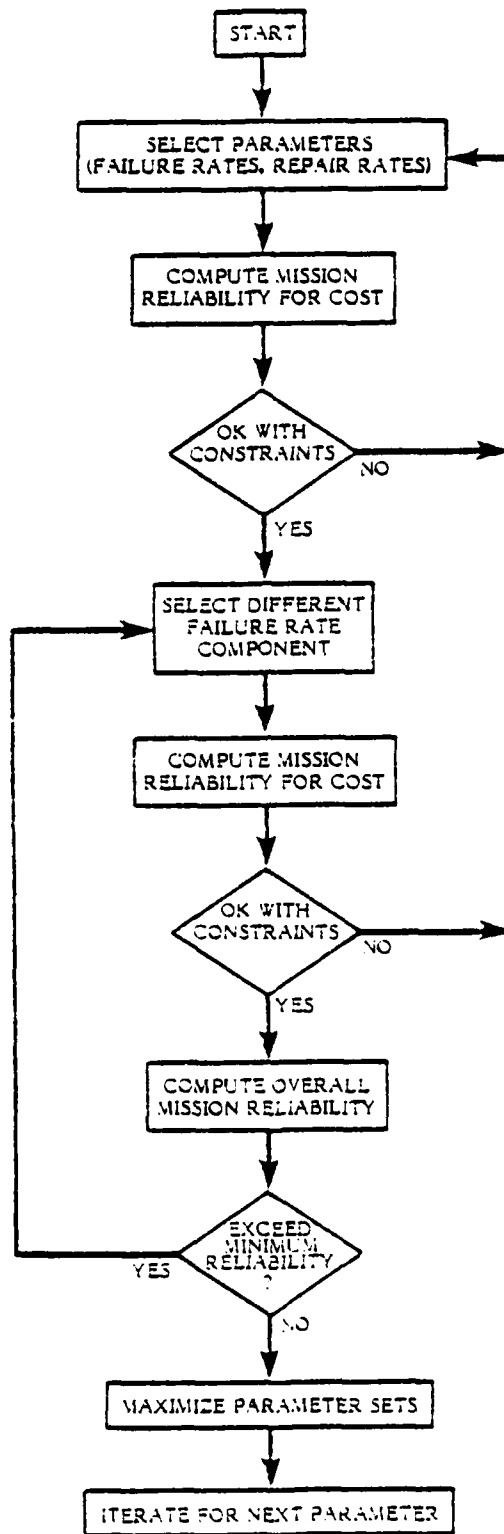 START
SELECT PARAMETERS
(FAILURE RATES, REPAIR RATES)
COMPUTE MISSION
RELIABILITY FOR COST
OK WITH
CONSTRAINTS
NO
YES
SELECT DIFFERENT
FAILURE RATE
COMPONENT
COMPUTE MISSION
RELIABILITY FOR COST
OK WITH
CONSTRAINTS
NO
YES
COMPUTE OVERALL
MISSION RELIABILITY
EXCEED
MINIMUM
RELIABILITY
?
YES
NO
MAXIMIZE PARAMETER SETS
ITERATE FOR NEXT PARAMETER